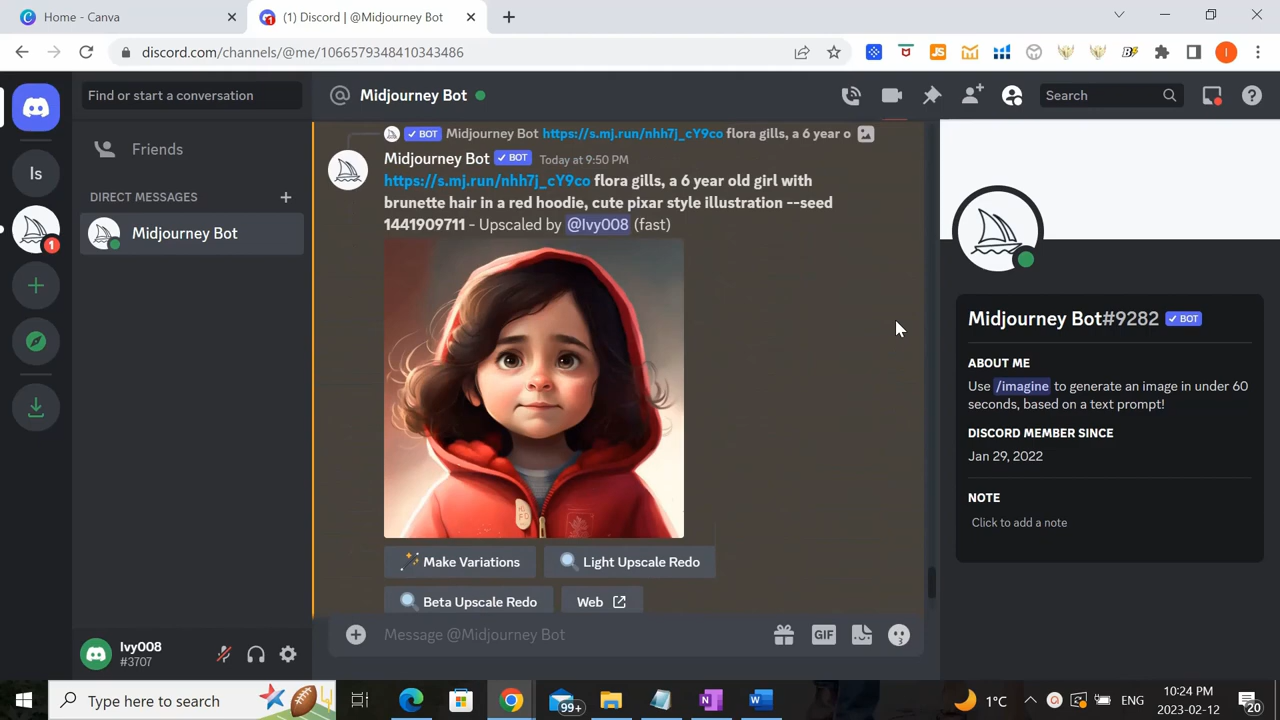 Home - Canva
(1) Discord | @Midjourney Bot
discord.com/channels/@me/1066579348410343486
Find or start a conversation
Midjourney Bot
Search
Is
Friends
DIRECT MESSAGES
Midjourney Bot
1
BOT Midjourney Bot https://s.mj.run/nhh7j_cY9co flora gills, a 6 year o
Midjourney Bot BOT Today at 9:50 PM
https://s.mj.run/nhh7j_cY9co flora gills, a 6 year old girl with
brunette hair in a red hoodie, cute pixar style illustration --seed
1441909711 - Upscaled by @Ivy008 (fast)
Make Variations
Light Upscale Redo
Beta Upscale Redo
Web
Message @Midjourney Bot
GIF
Midjourney Bot#9282 BOT
ABOUT ME
Use /imagine to generate an image in under 60
seconds, based on a text prompt!
DISCORD MEMBER SINCE
Jan 29, 2022
NOTE
Click to add a note
Ivy008
#3707
Type here to search
99+
1°C
ENG
10:24 PM
2023-02-12
20